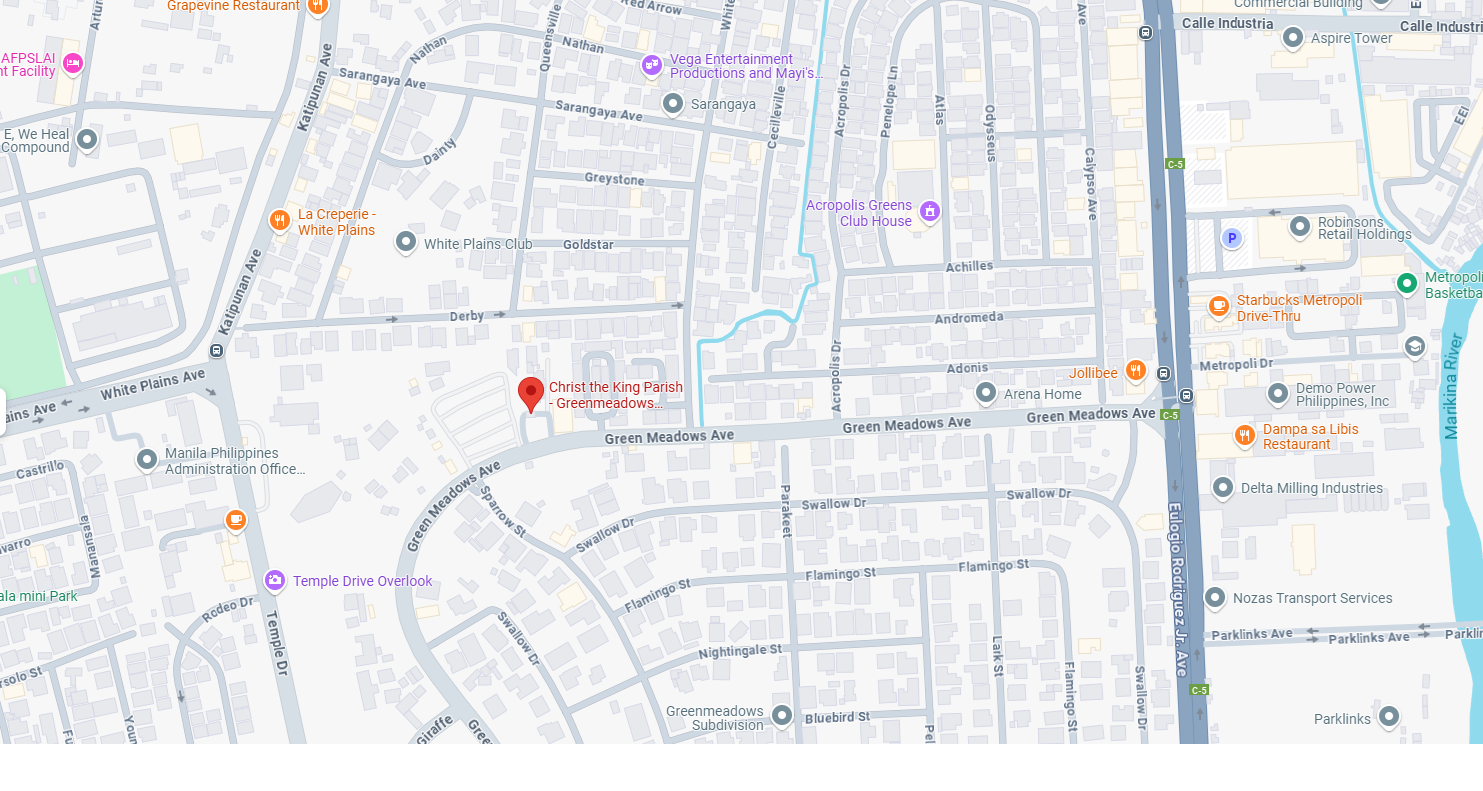 Grapevine Restaurant
Red Arrow
Commercial Building
Calle Industria
Calle Industri
Aspire Tower
Queensville
Nathan
Nathan
Katipunan Ave
AFPSLAI
nt Facility
Vega Entertainment
Productions and Mayi's...
Sarangaya Ave
Sarangaya
Sarangaya Ave
Cecilleville
Acropolis Dr
Penelope Ln
Atlas
Odysseus
Calypso Ave
C-5
E, We Heal
Compound
Dainty
Greystone
La Creperie -
White Plains
White Plains Club
Goldstar
Acropolis Greens
Club House
P
Robinsons
Retail Holdings
Achilles
Katipunan Ave
Metropoli
Basketba
Starbucks Metropoli
Drive-Thru
Derby
Andromeda
Marikina River
Metropoli Dr
Adonis
Jollibee
Acropolis Dr
White Plains Ave
ains Ave
Christ the King Parish
- Greenmeadows...
Arena Home
Demo Power
Philippines, Inc
Green Meadows Ave
Green Meadows Ave
Green Meadows Ave
C-5
Dampa sa Libis
Restaurant
Manila Philippines
Administration Office...
Castrillo
Green Meadows Ave
Sparrow St
Parakeet
Swallow Dr
Swallow Dr
Swallow Dr
Delta Milling Industries
Eulogio Rodriguez Jr. Ave
avarro
Manansala
Temple Drive Overlook
Flamingo St
Flamingo St
Flamingo St
ala mini Park
Rodeo Dr
Nozas Transport Services
Temple Dr
Swallow Dr
Parklinks Ave
Parklinks Ave
Parklin
Nightingale St
Lark St
Flamingo St
Swallow Dr
rsolo St
C-5
Greenmeadows
Subdivision
Bluebird St
Parklinks
Giraffe
Gree
Pel
Youn